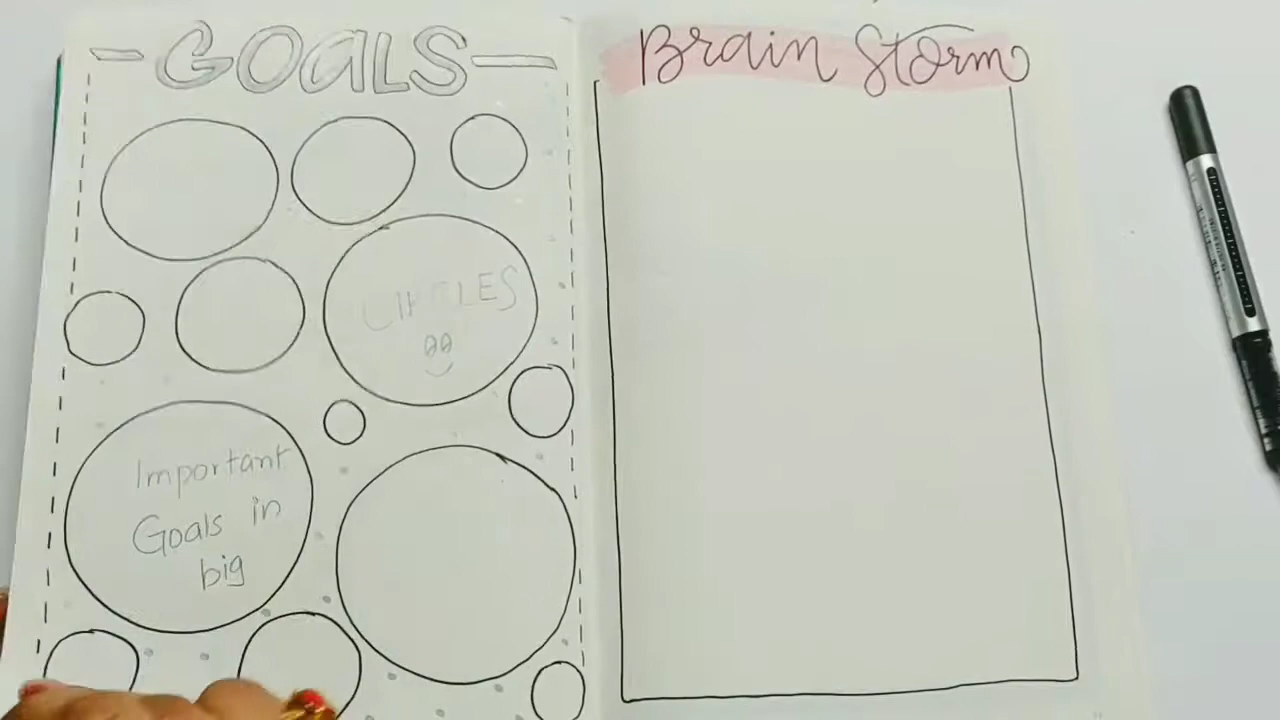 GOALS
CIRCLES
Important
Goals in
big
Brain Storm